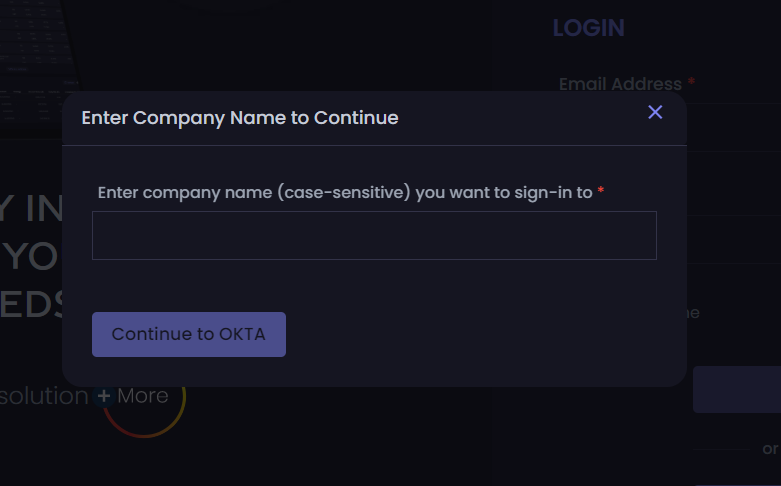 LOGIN
Email Address *
Enter Company Name to Continue
Enter company name (case-sensitive) you want to sign-in to *
Y IN
YO
EDS
Continue to OKTA
ne
solution + More
or